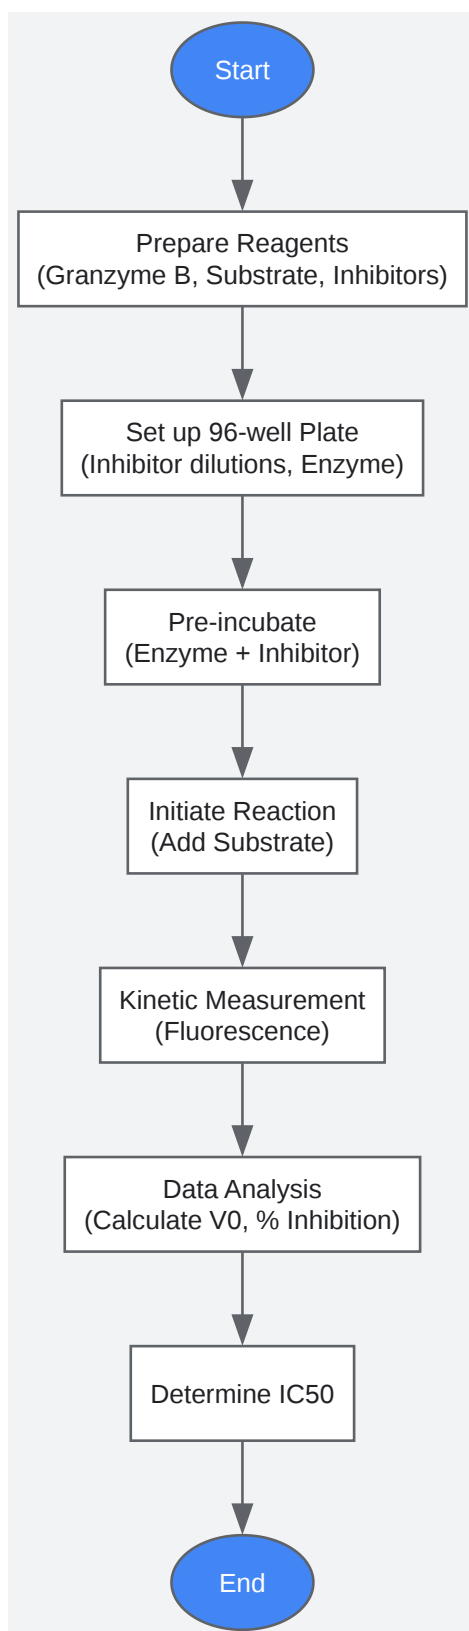 Start
Prepare Reagents
(Granzyme B, Substrate, Inhibitors)
Set up 96-well Plate
(Inhibitor dilutions, Enzyme)
Pre-incubate
(Enzyme + Inhibitor)
Initiate Reaction
(Add Substrate)
Kinetic Measurement
(Fluorescence)
Data Analysis
(Calculate V0, % Inhibition)
Determine IC50
End